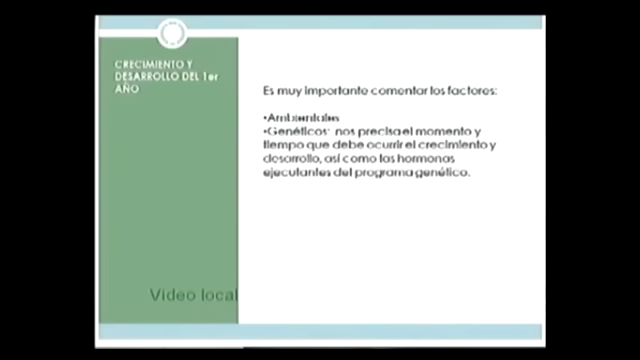 CRECIMIENTO Y
DESARROLLO DEL 1er
AÑO
Es muy importante comentar los factores:
•Ambientales
•Genéticos: nos precisa el momento y
tiempo que debe ocurrir el crecimiento y
desarrollo, así como las hormonas
ejecutantes del programa genético.
Vídeo local